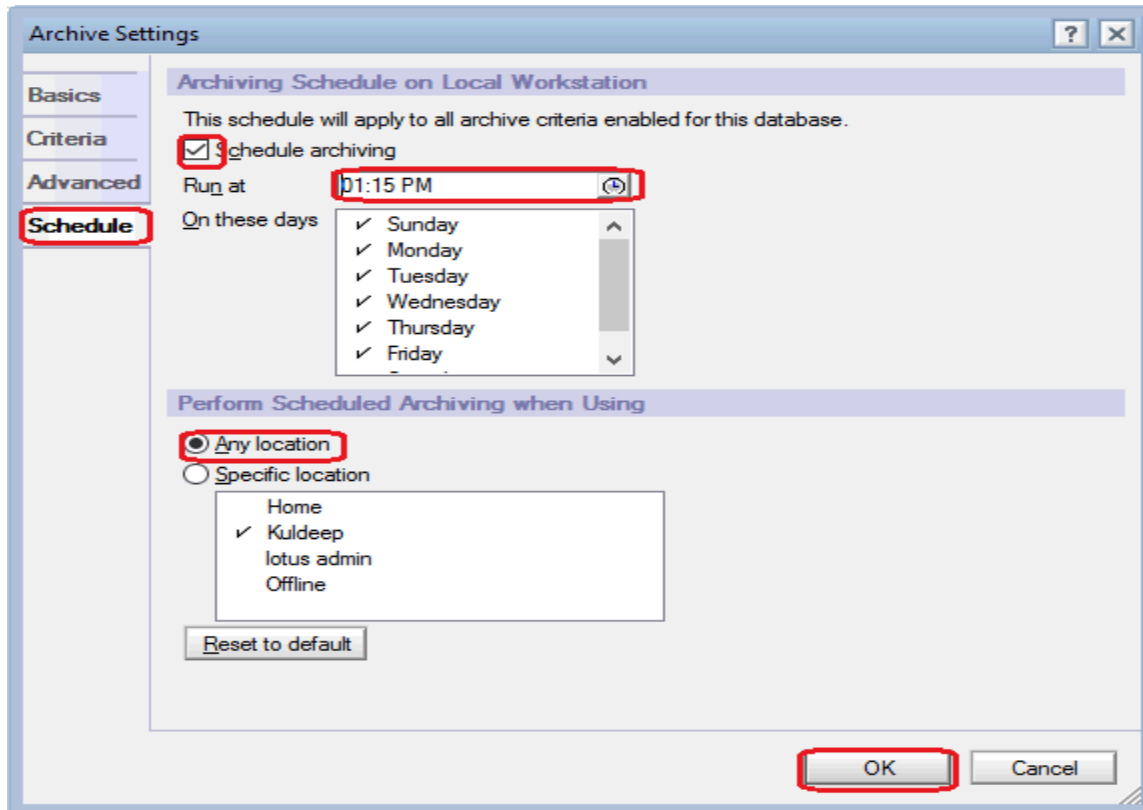 Archive Settings
Basics
Criteria
Advanced
Schedule
Archiving Schedule on Local Workstation
This schedule will apply to all archive criteria enabled for this database.
Schedule archiving
Run at 01:15 PM
On these days
Sunday
Monday
Tuesday
Wednesday
Thursday
Friday
Perform Scheduled Archiving when Using
Any location
Specific location
Home
Kuldeep
lotus admin
Offline
Reset to default
OK Cancel